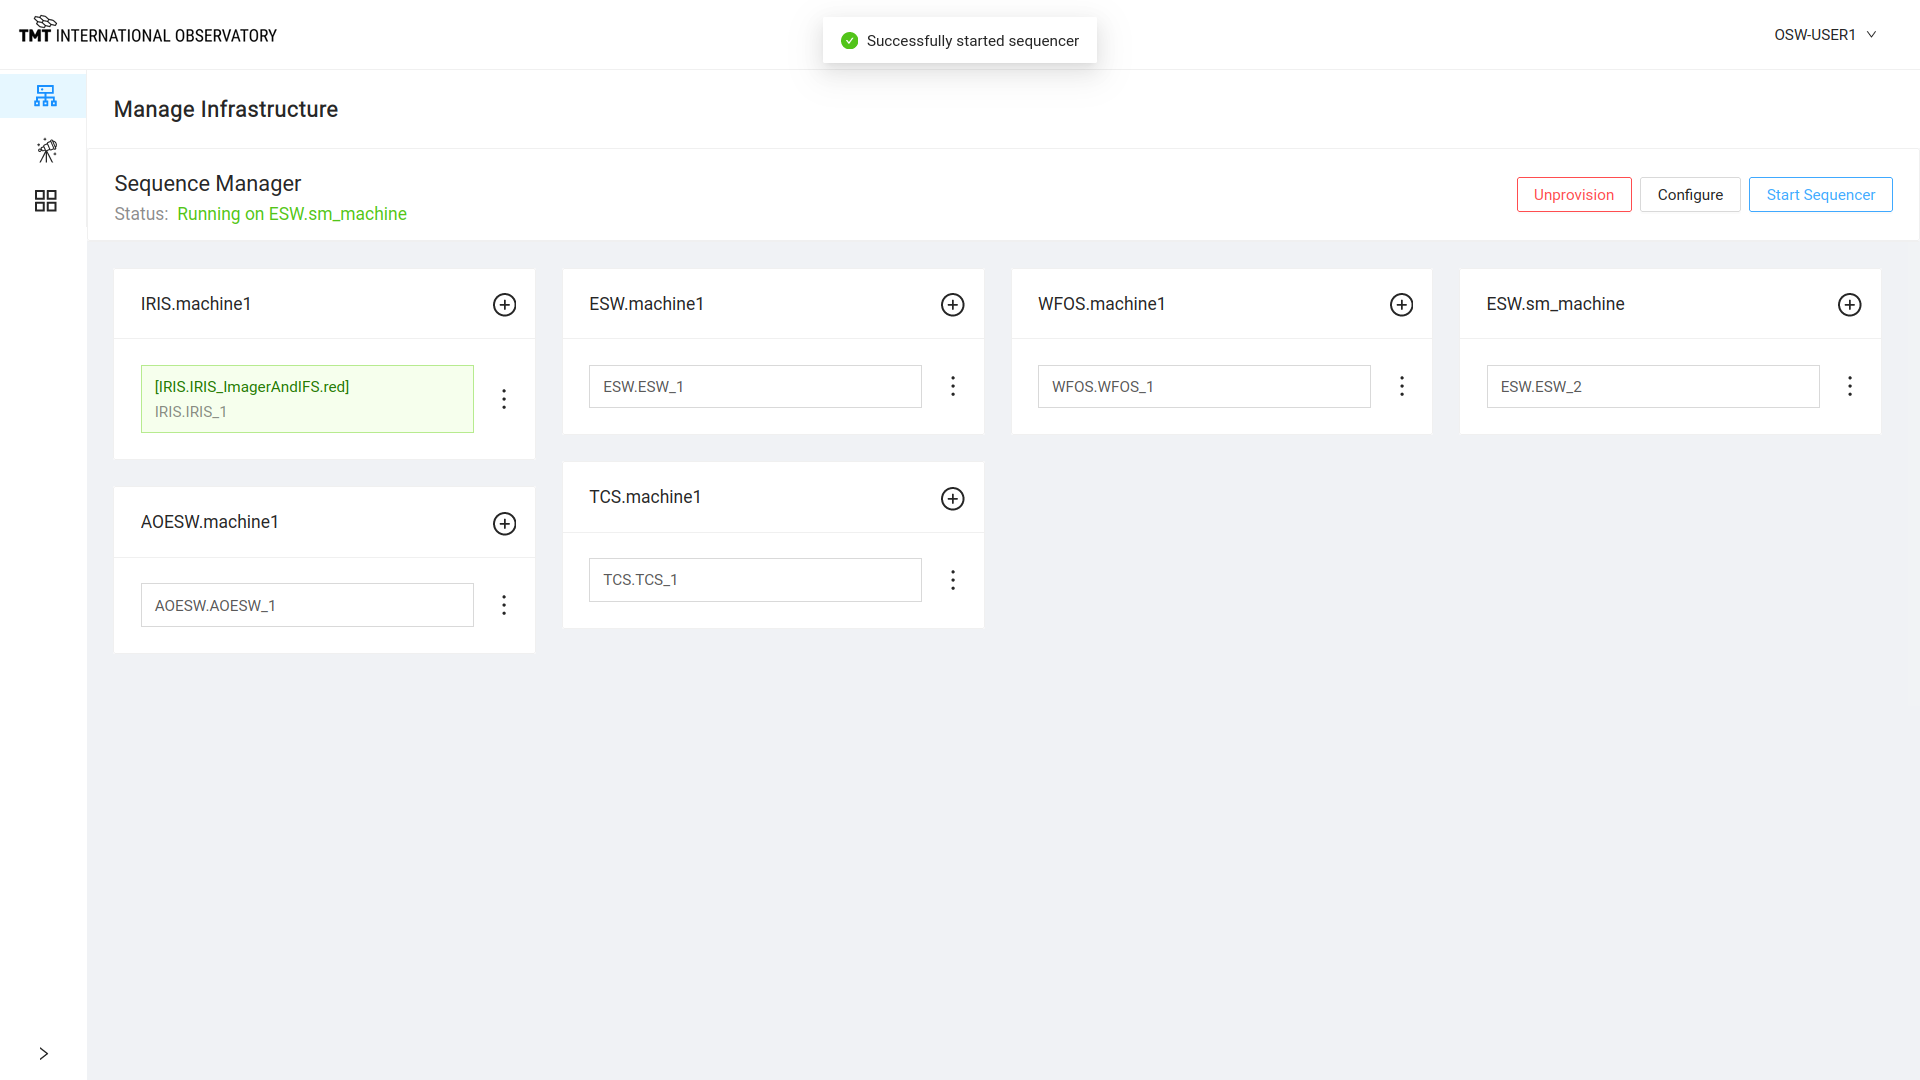 TMT INTERNATIONAL OBSERVATORY
Successfully started sequencer
OSW-USER1
Manage Infrastructure
Sequence Manager
Status: Running on ESW.sm_machine
Unprovision
Configure
Start Sequencer
IRIS.machine1
[IRIS.IRIS_ImagerAndIFS.red]
IRIS.IRIS_1
AOESW.machine1
AOESW.AOESW_1
ESW.machine1
ESW.ESW_1
TCS.machine1
TCS.TCS_1
WFOS.machine1
WFOS.WFOS_1
ESW.sm_machine
ESW.ESW_2